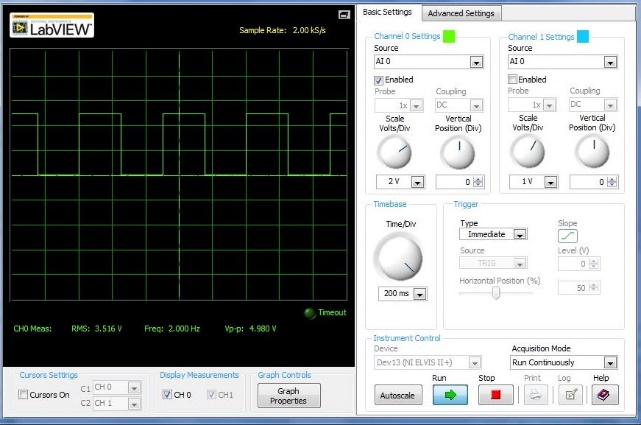 LabVIEW
Sample Rate: 2.00 kS/s
Timeout
CH0 Meas: RMS: 3.516 V Freq: 2.000 Hz Vp-p: 4.980 V
Cursors Settings
Cursors On
C1 CH 0
C2 CH 1
Display Measurements
CH 0 CH1
Graph Controls
Graph
Properties
Basic Settings Advanced Settings
Channel 0 Settings
Source
AI 0
Enabled
Probe Coupling
1x DC
Scale Vertical
Volts/Div Position (Div)
2 V 0
Channel 1 Settings
Source
AI 0
Enabled
Probe Coupling
1x DC
Scale Vertical
Volts/Div Position (Div)
1 V 0
Timebase
Time/Div
200 ms
Trigger
Type Slope
Immediate
Source Level (V)
TRIG 0
Horizontal Position (%)
50
Instrument Control
Device Acquisition Mode
Dev13 (NI ELVIS II+) Run Continuously
Run Stop Print Log Help
Autoscale